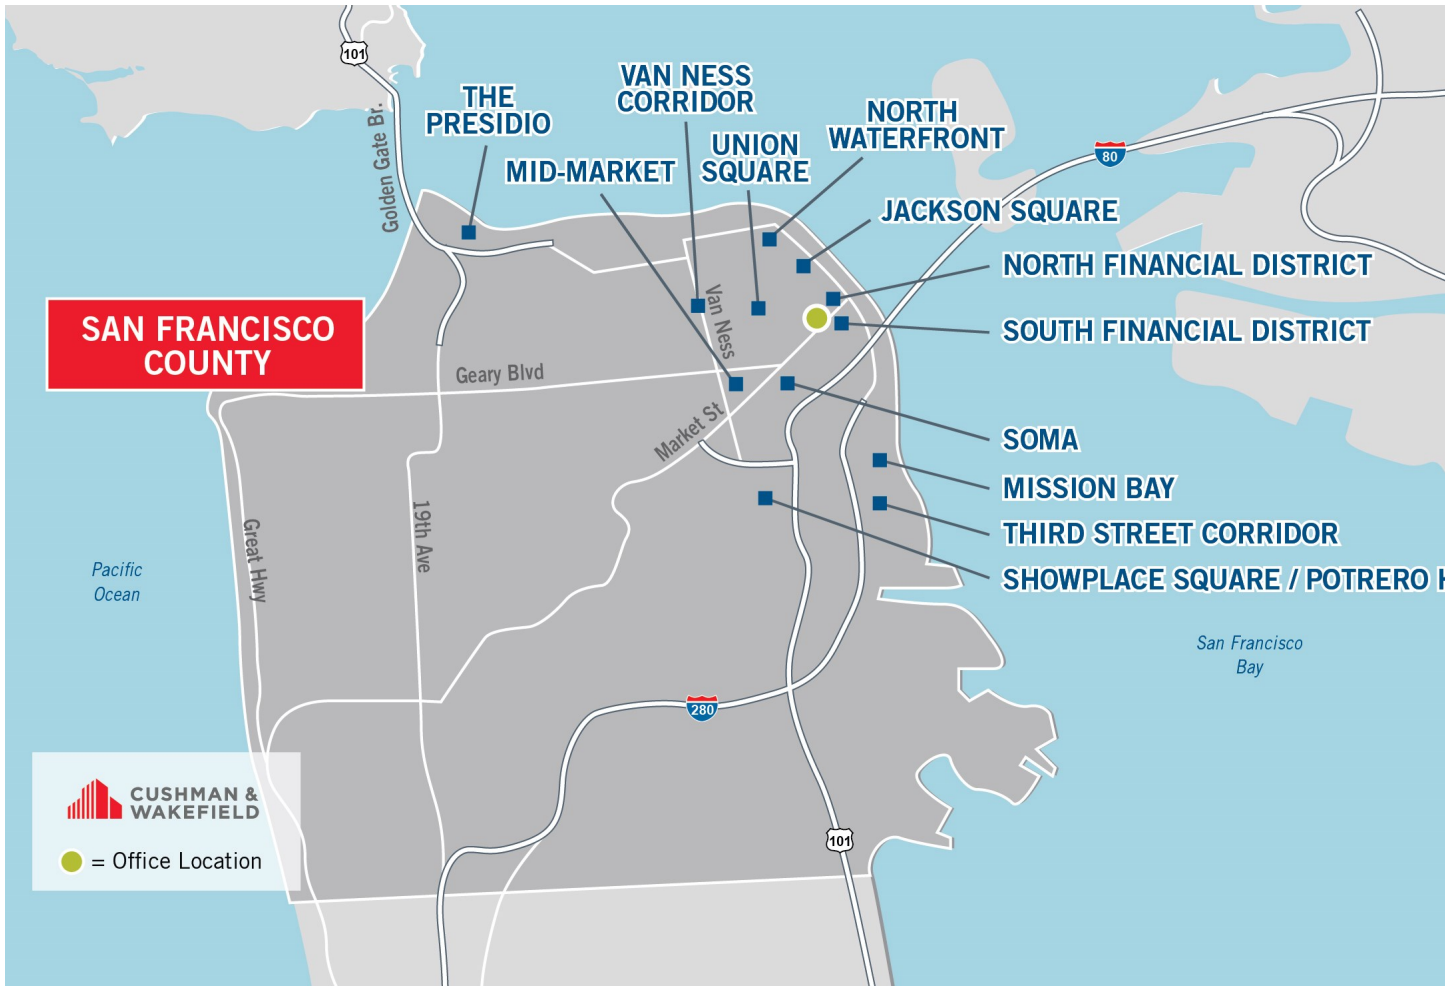 101
THE
PRESIDIO
VAN NESS
CORRIDOR
NORTH
WATERFRONT
UNION
SQUARE
MID-MARKET
80
Golden Gate Br.
JACKSON SQUARE
NORTH FINANCIAL DISTRICT
SAN FRANCISCO
COUNTY
Van Ness
SOUTH FINANCIAL DISTRICT
Geary Blvd
Market St
SOMA
MISSION BAY
19th Ave
Great Hwy
THIRD STREET CORRIDOR
SHOWPLACE SQUARE / POTRERO
Pacific
Ocean
San Francisco
Bay
280
CUSHMAN &
WAKEFIELD
101
= Office Location